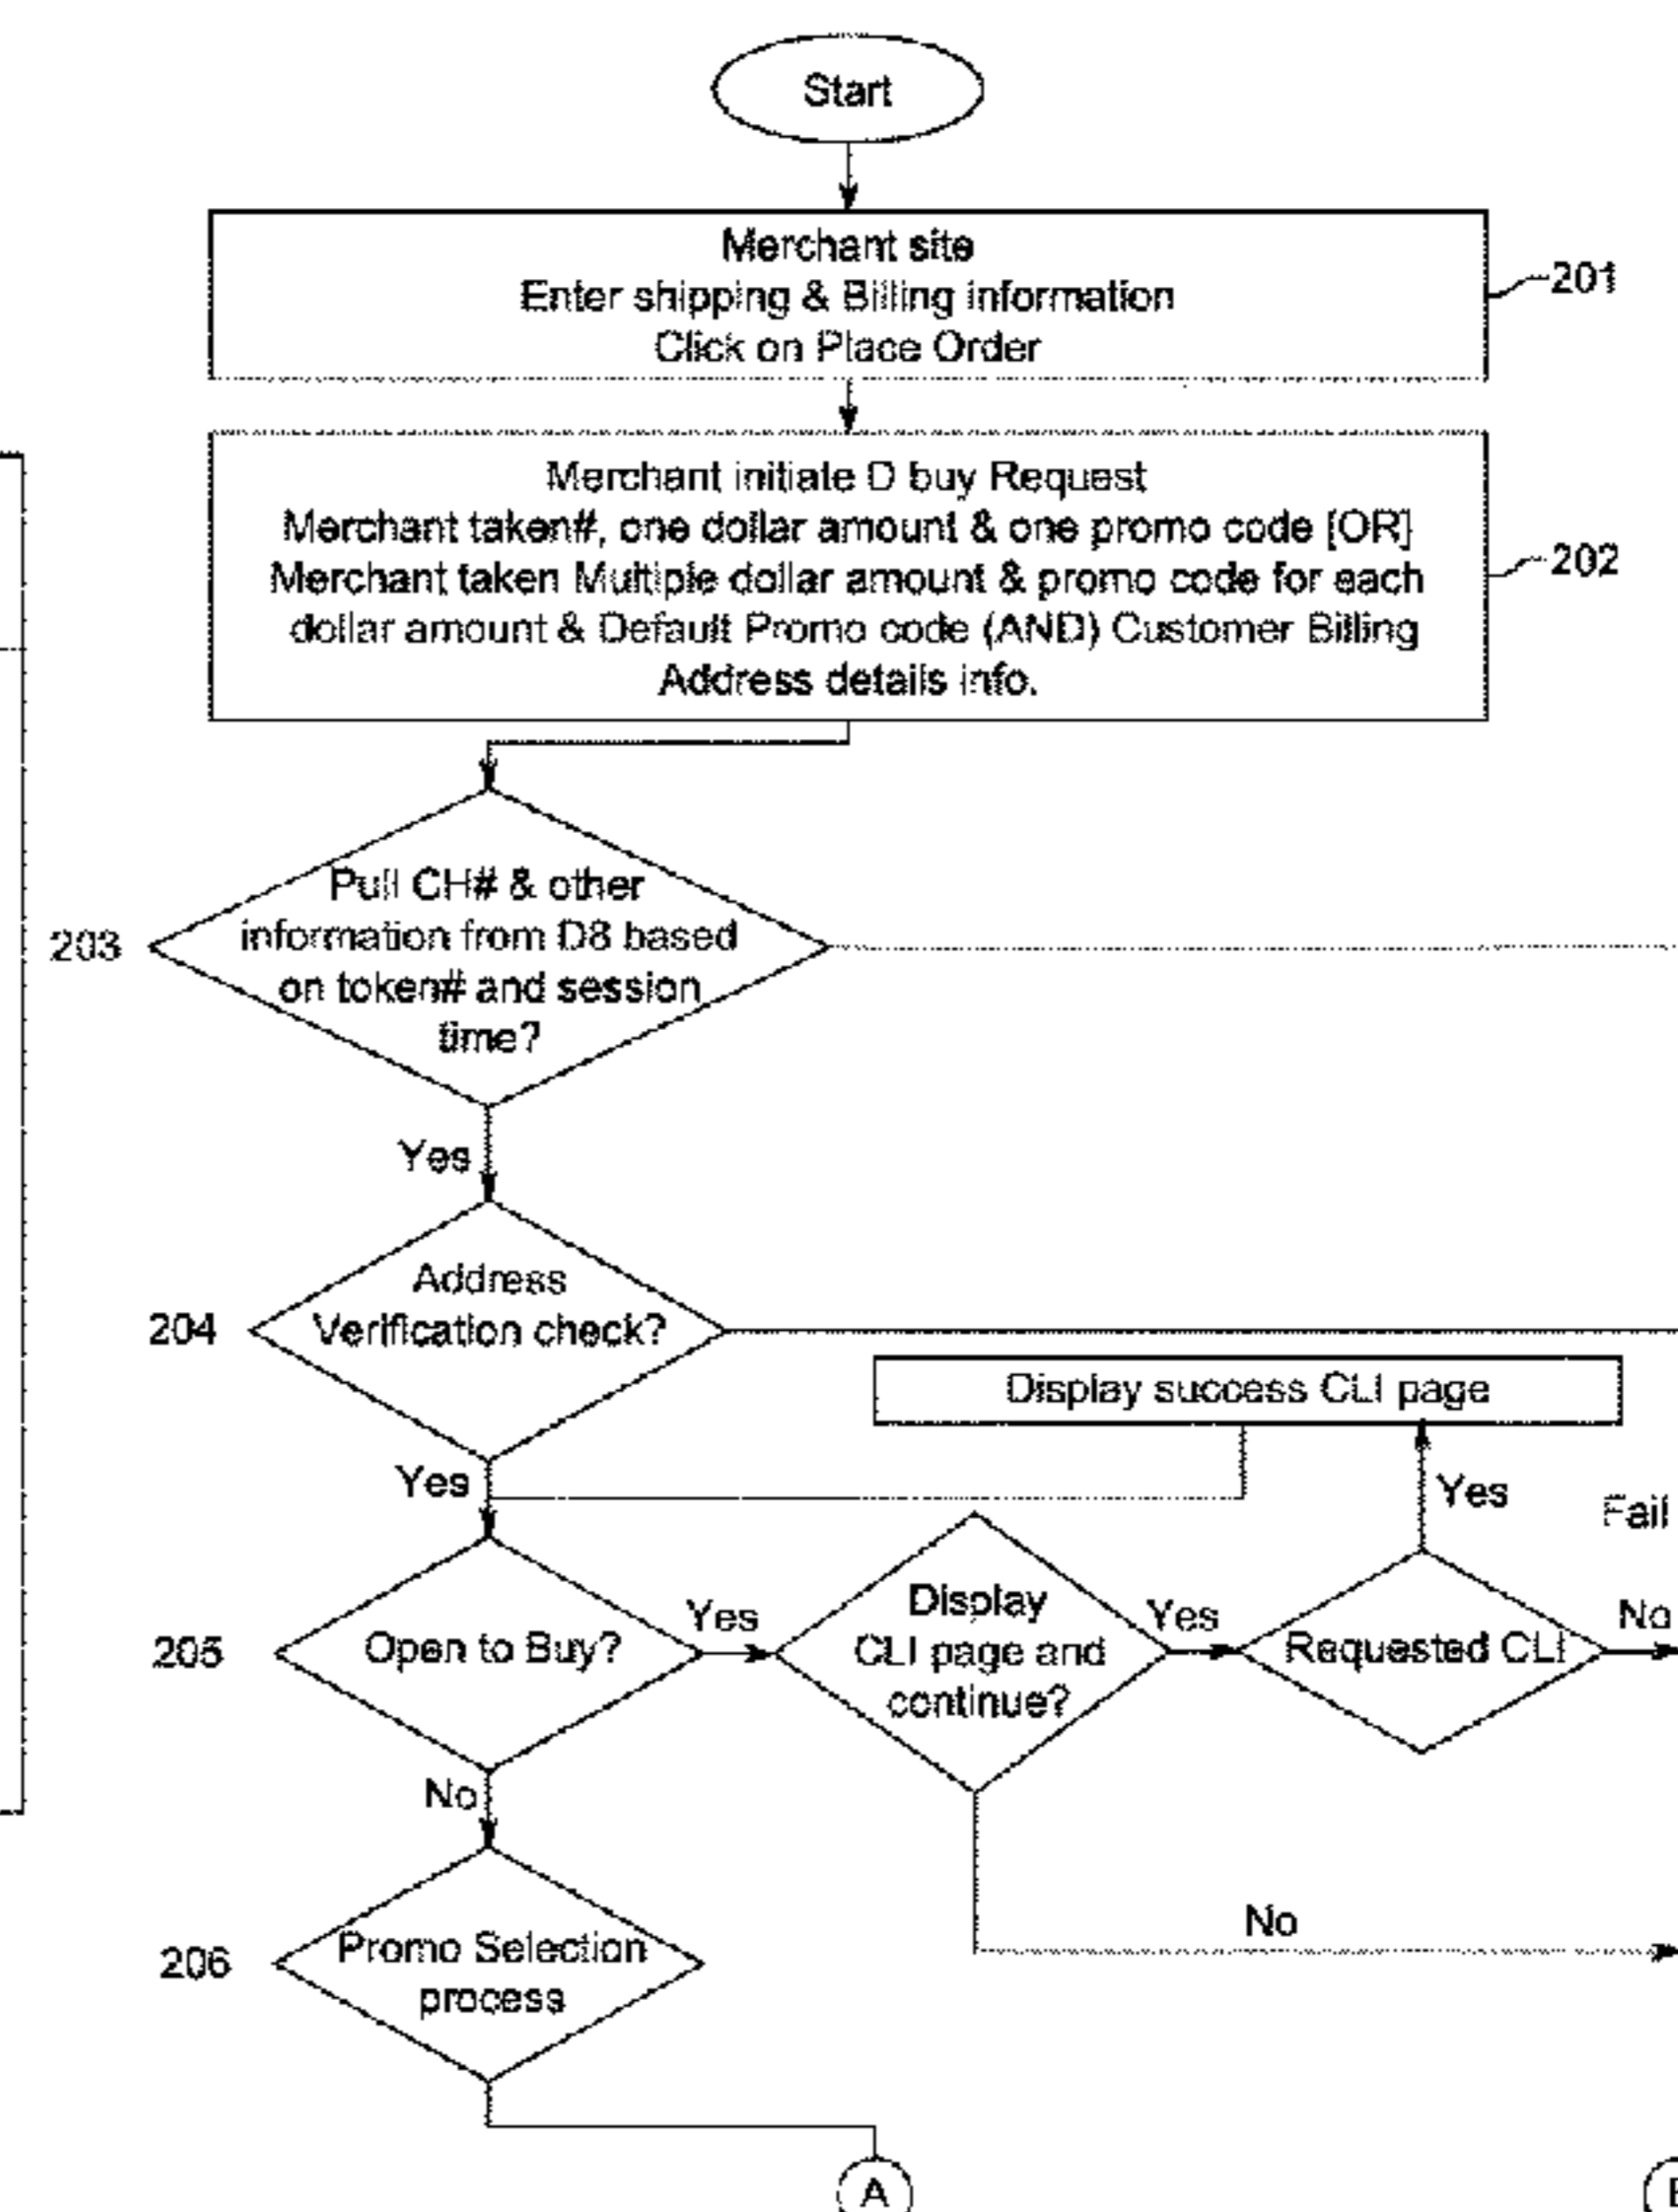 Start
Merchant site
Enter shipping & Billing information
Click on Place Order
201
Merchant initiate D buy Request
Merchant taken#, one dollar amount & one promo code [OR]
Merchant taken Multiple dollar amount & promo code for each
dollar amount & Default Promo code (AND) Customer Billing
Address details info.
202
Pull CH# & other
information from D8 based
on token# and session
time?
203
Yes
Address
Verification check?
204
Display success CLI page
Yes
Yes
Fail
Open to Buy?
205
Yes
Display
CLI page and
continue?
Yes
Requested CLI
No
No
Promo Selection
process
206
No
A